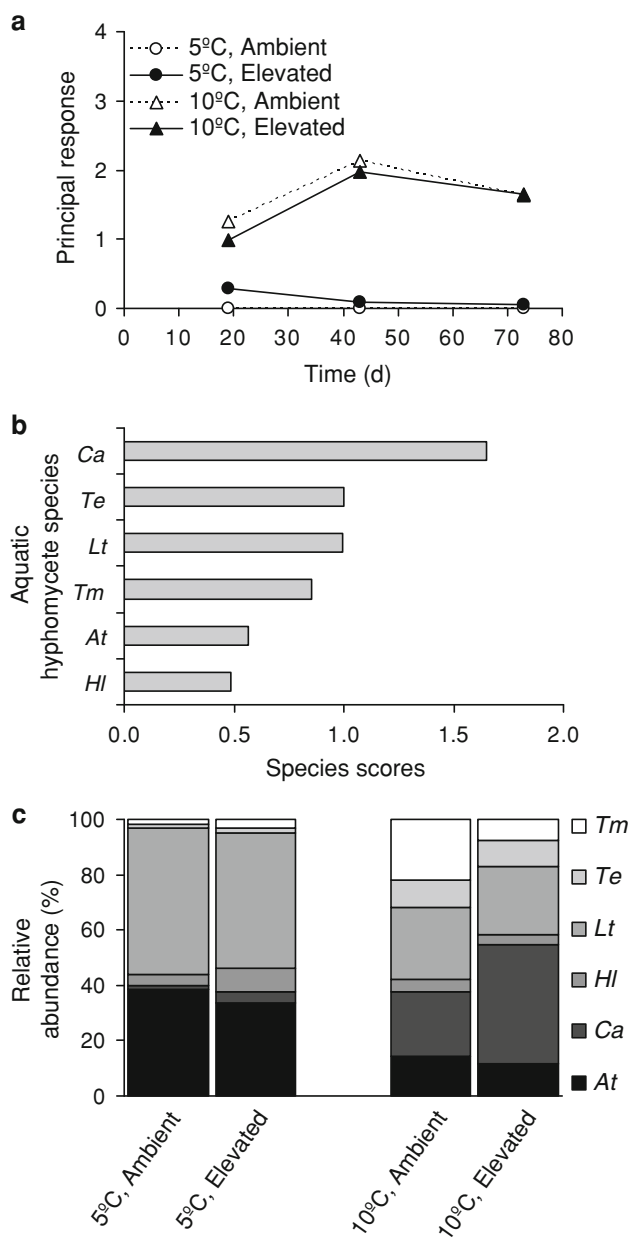 a
Principal response
4
3
2
1
0
5ºC, Ambient
5ºC, Elevated
10ºC, Ambient
10ºC, Elevated
0 10 20 30 40 50 60 70 80
Time (d)
b
Aquatic
hyphomycete species
Ca
Te
Lt
Tm
At
Hl
0.0 0.5 1.0 1.5 2.0
Species scores
c
Relative
abundance (%)
100
80
60
40
20
0
Tm
Te
Lt
Hl
Ca
At
5ºC, Ambient
5ºC, Elevated
10ºC, Ambient
10ºC, Elevated